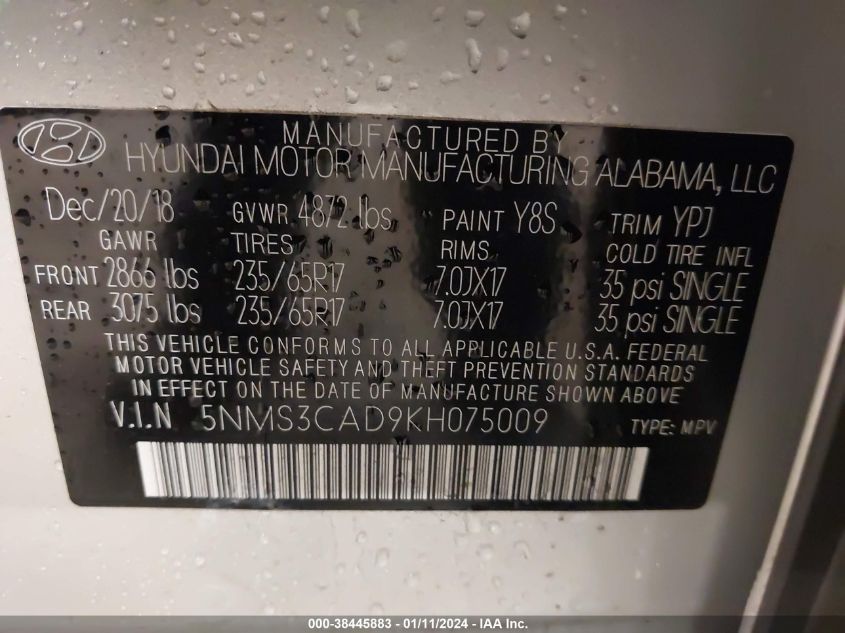 MANUFACTURED BY
HYUNDAI MOTOR MANUFACTURING ALABAMA, LLC
Dec/20/18 GVWR 4872 lbs PAINT Y8S TRIM YPJ
GAWR TIRES RIMS COLD TIRE INFL
FRONT 2866 lbs 235/65R17 7.0JX17 35 psi SINGLE
REAR 3075 lbs 235/65R17 7.0JX17 35 psi SINGLE
THIS VEHICLE CONFORMS TO ALL APPLICABLE U.S.A. FEDERAL
MOTOR VEHICLE SAFETY AND THEFT PREVENTION STANDARDS
IN EFFECT ON THE DATE OF MANUFACTURE SHOWN ABOVE.
V.I.N 5NMS3CAD9KH075009 TYPE: MPV
000-38445883 - 01/11/2024 - IAA Inc.